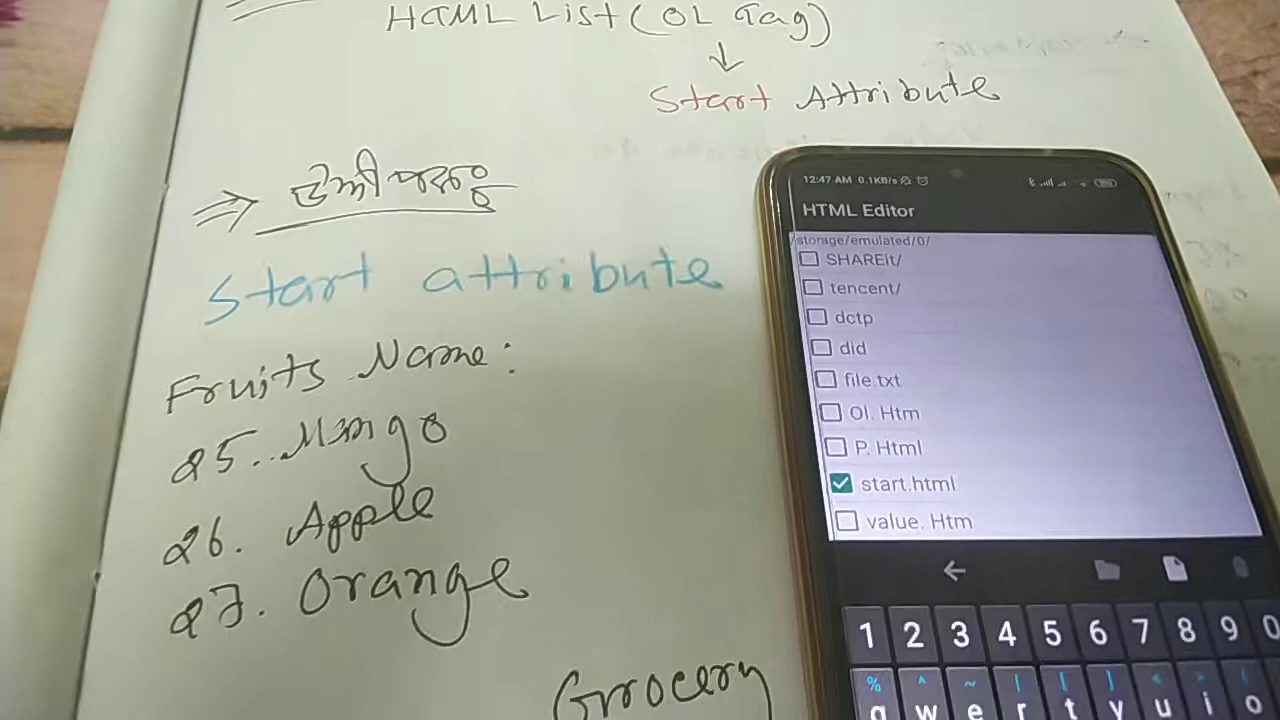 HTML List (OL Tag)
↓
Start Attribute
⇒
Start attribute
Fruits Name:
25. Mango
26. Apple
27. Orange
Grocery
12:47 AM 0.1KB/s
HTML Editor
/storage/emulated/0/
SHAREit/
tencent/
dctp
did
file.txt
Ol. Htm
P. Html
start.html
value. Htm
1 2 3 4 5 6 7 8 9 0
% ^ ~ | [ ] < > {
q w e r t y u i o